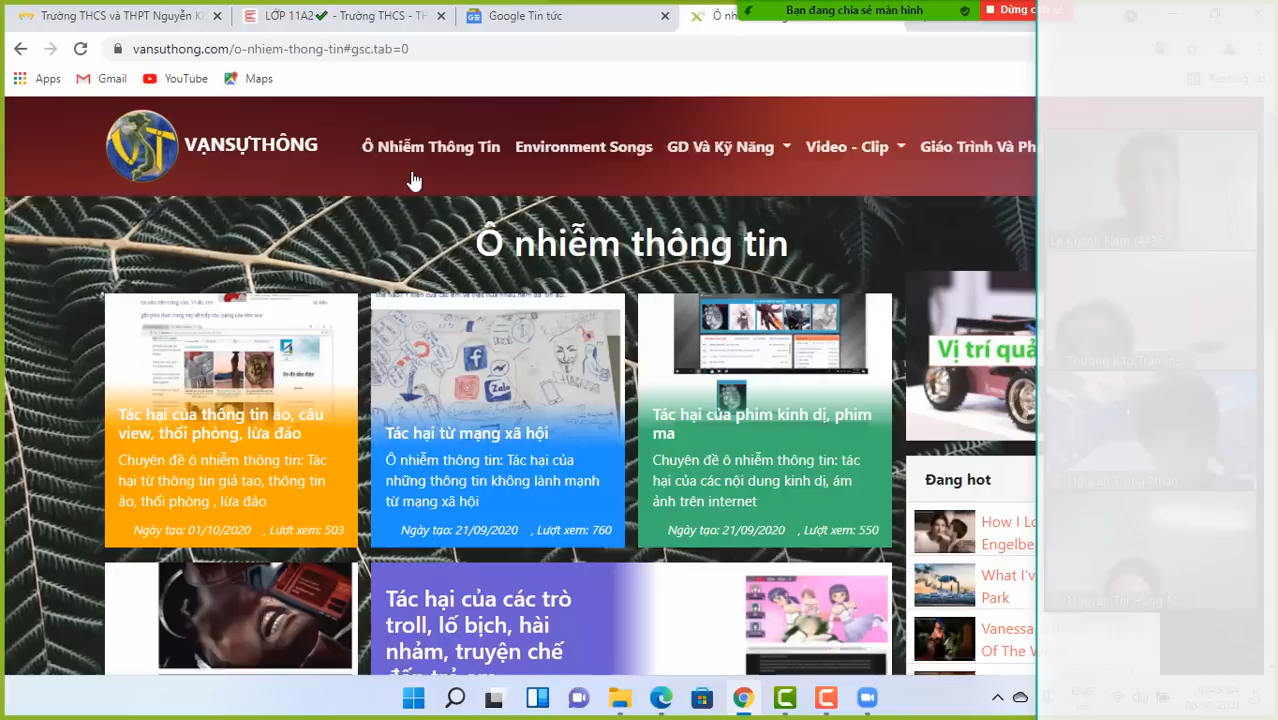 Trường THCS và THPT Nguyễn K
LỚP 11A2✔ - Trường THCS - TH
Google Tin tức
Bạn đang chia sẻ màn hình
vansuthong.com/o-nhiem-thong-tin#gsc.tab=0
Apps
Gmail
YouTube
Maps
Reading list
VẠNSỰTHÔNG
Ô Nhiễm Thông Tin
Environment Songs
GD Và Kỹ Năng
Video - Clip
Giáo Trình Và Ph
Ô nhiễm thông tin
Tác hại của thông tin ảo, câu
view, thổi phòng, lừa đảo
Chuyên đề ô nhiễm thông tin: Tác
hại từ thông tin giả tạo, thông tin
ảo, thổi phòng , lừa đảo
Ngày tạo: 01/10/2020 , Lượt xem: 503
Tác hại từ mạng xã hội
Ô nhiễm thông tin: Tác hại của
những thông tin không lành mạnh
từ mạng xã hội
Ngày tạo: 21/09/2020 , Lượt xem: 760
Tác hại của phim kinh dị, phim
ma
Chuyên đề ô nhiễm thông tin: tác
hại của các nội dung kinh dị, ám
ảnh trên internet
Ngày tạo: 21/09/2020 , Lượt xem: 550
Vị trí quả
Đang hot
How I Lo
Engelbe
What I'v
Park
Vanessa
Of The W
Tác hại của các trò
troll, lố bịch, hài
nhảm, truyện chế
ENG